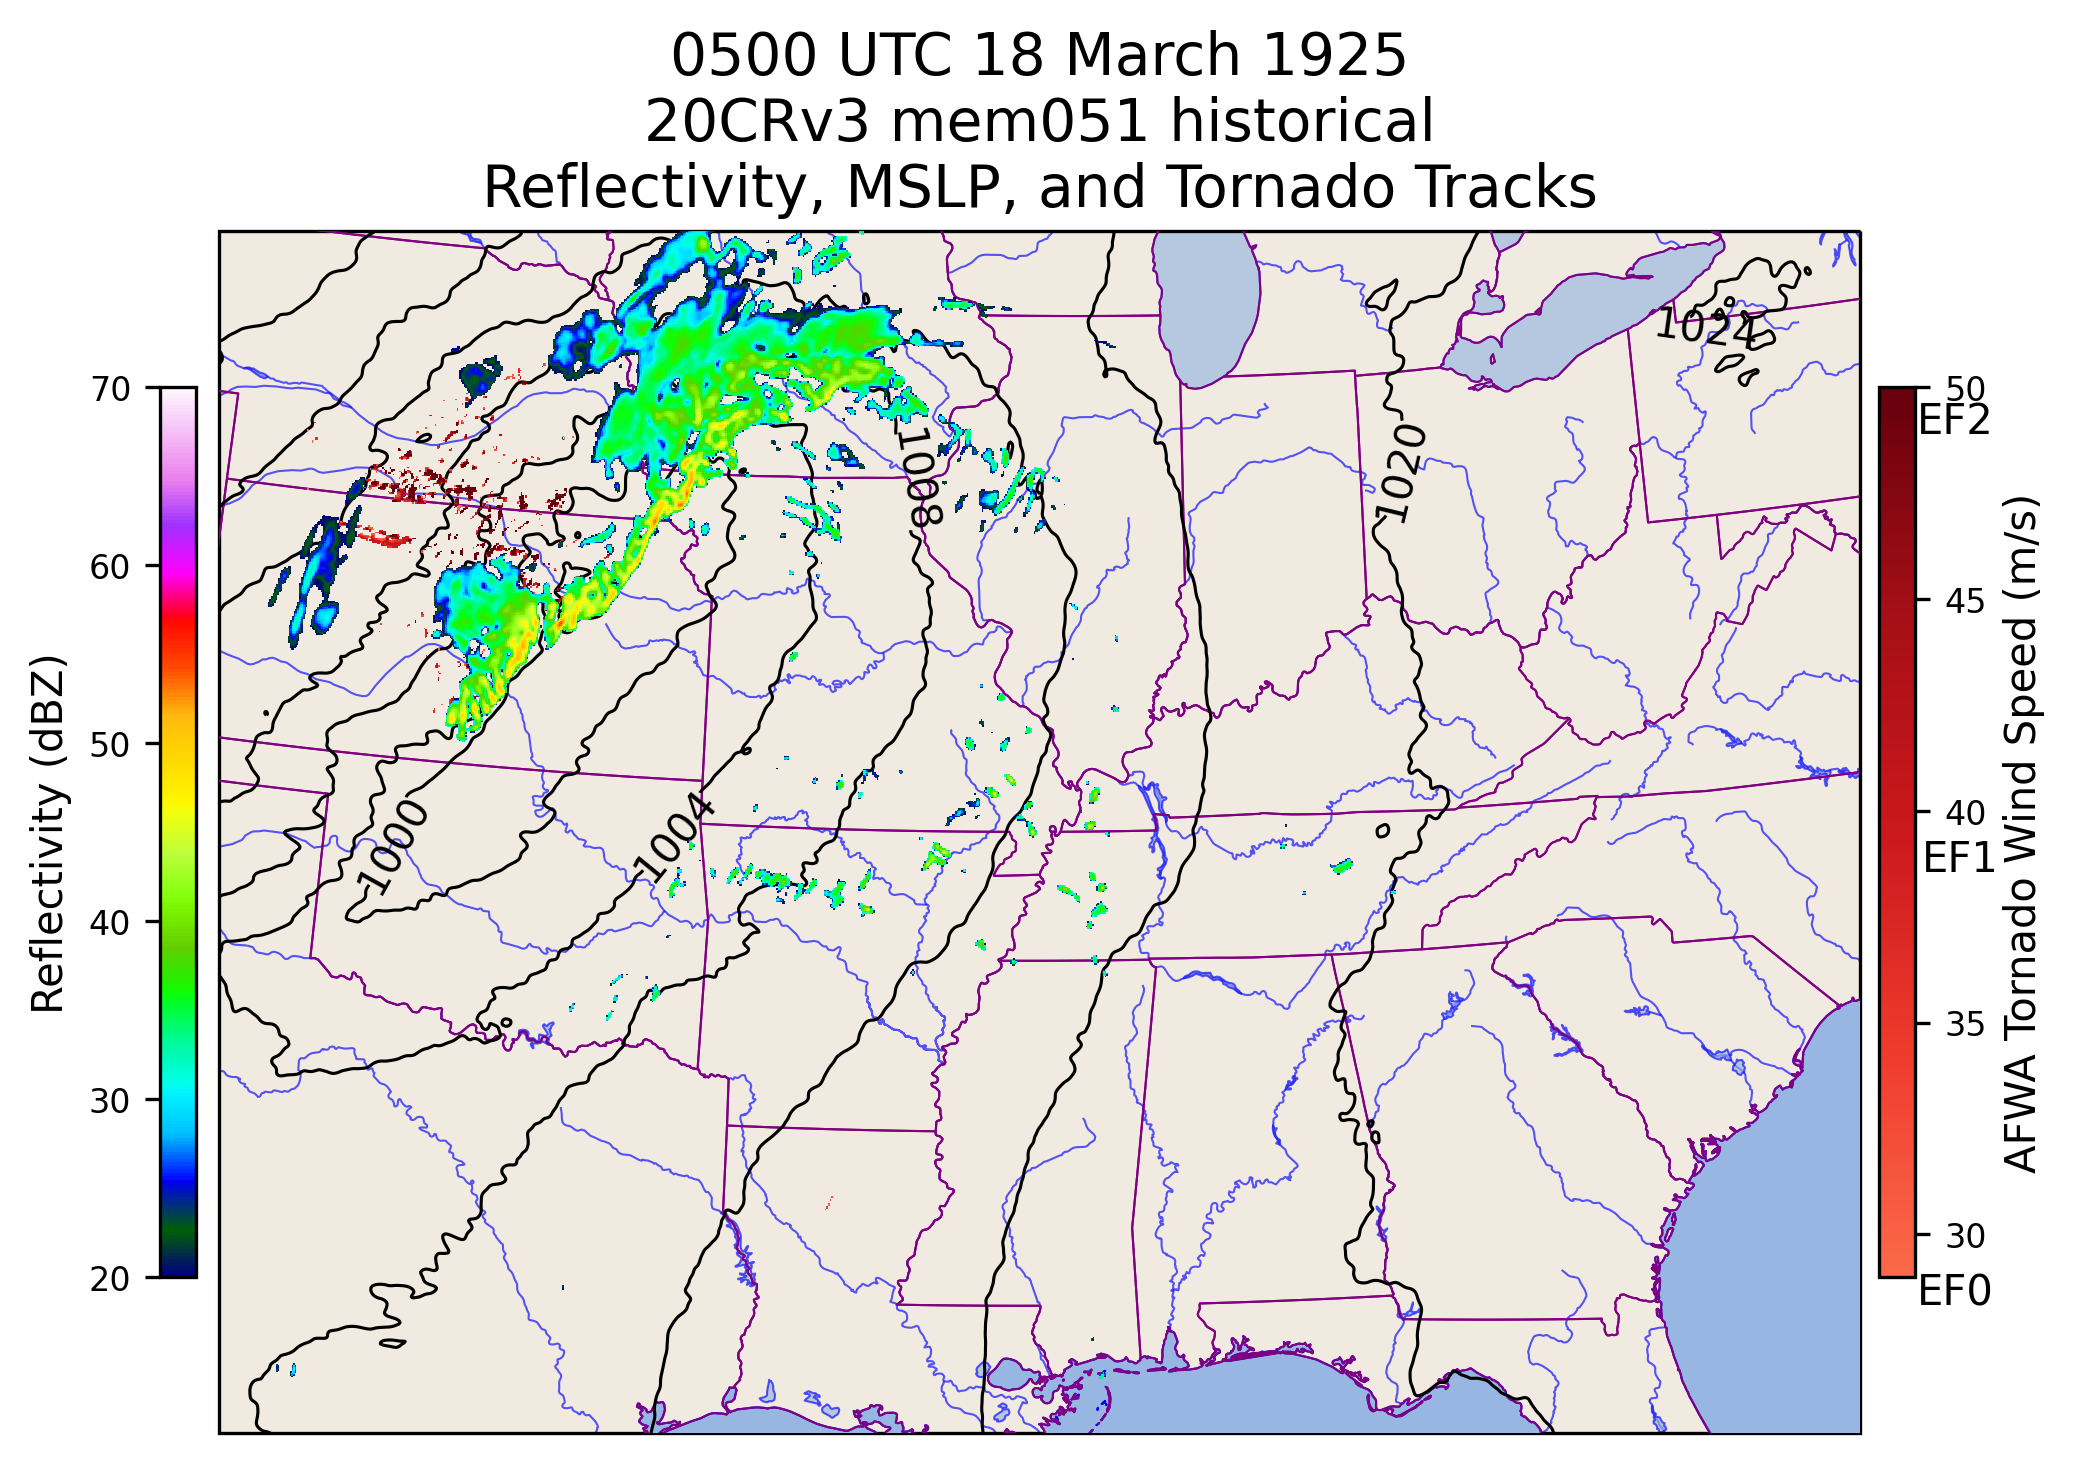 0500 UTC 18 March 1925
20CRv3 mem051 historical
Reflectivity, MSLP, and Tornado Tracks
70
60
50
40
30
20
Reflectivity (dBZ)
1024
1020
1008
1004
1000
50
EF2
45
40
EF1
35
30
EF0
AFWA Tornado Wind Speed (m/s)